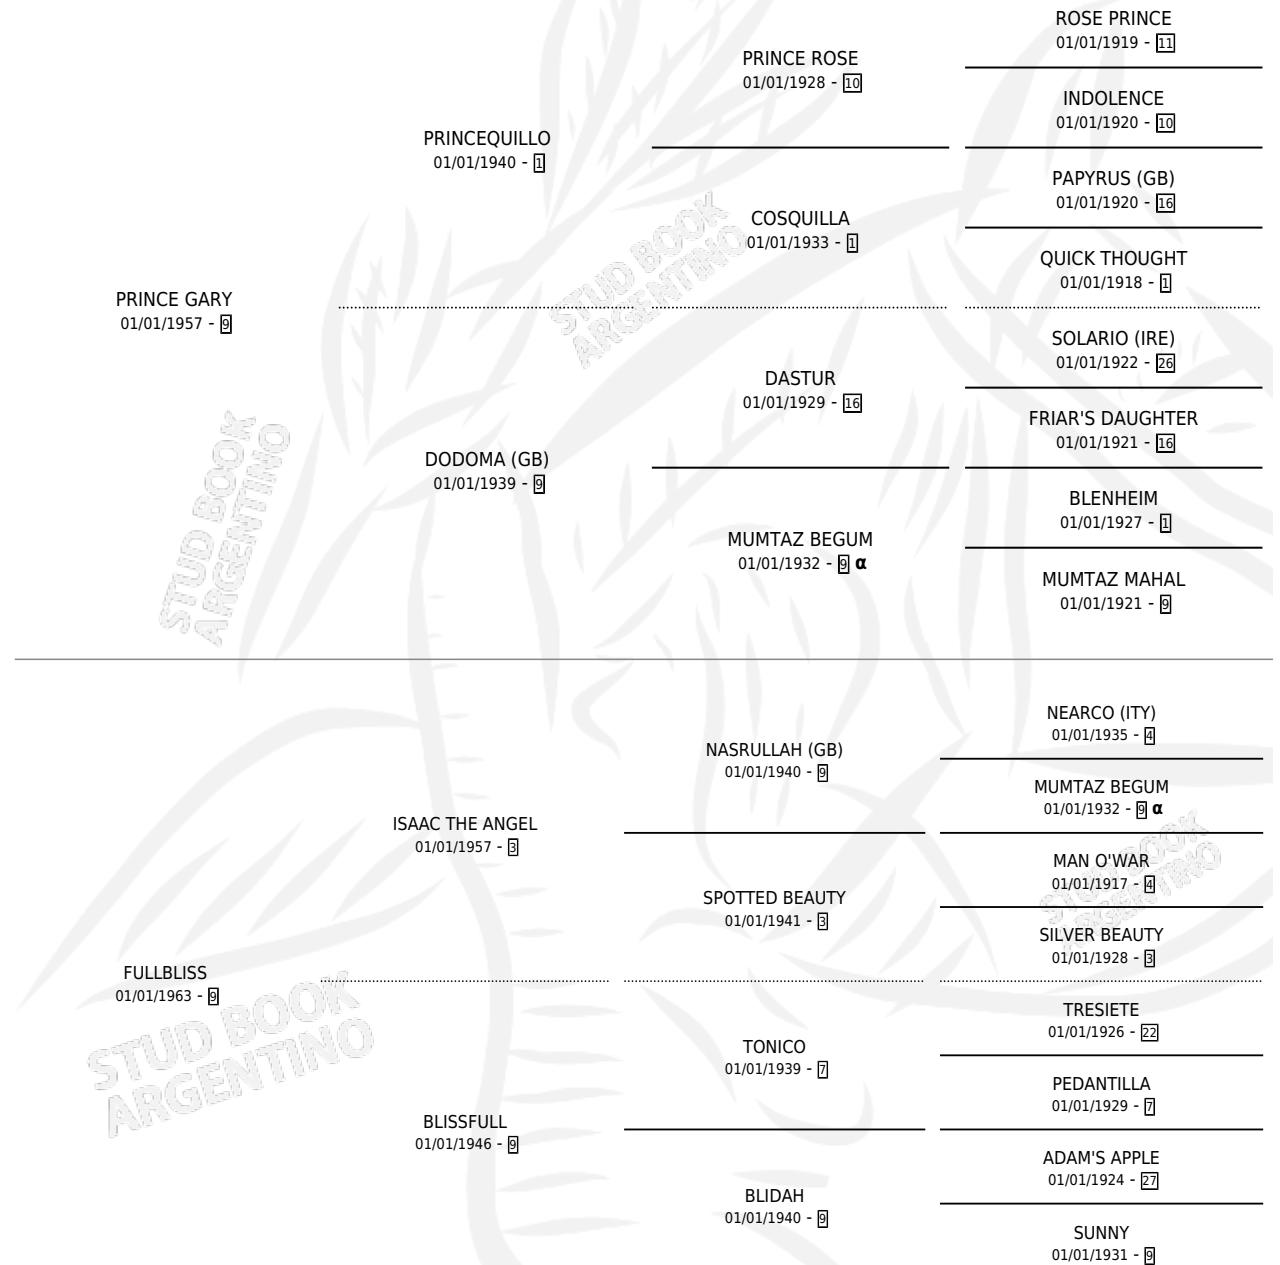 ROSE PRINCE
01/01/1919 - 11
PRINCE ROSE
01/01/1928 - 10
INDOLENCE
01/01/1920 - 10
PRINCEQUILLO
01/01/1940 - 1
PAPYRUS (GB)
01/01/1920 - 16
COSQUILLA
01/01/1933 - 1
QUICK THOUGHT
01/01/1918 - 1
STUD BOOK
ARGENTINO
PRINCE GARY
01/01/1957 - 9
SOLARIO (IRE)
01/01/1922 - 26
DASTUR
01/01/1929 - 16
FRIAR'S DAUGHTER
01/01/1921 - 16
DODOMA (GB)
01/01/1939 - 9
BLENHEIM
01/01/1927 - 1
MUMTAZ BEGUM
01/01/1932 - 9 α
MUMTAZ MAHAL
01/01/1921 - 9
STUD BOOK
ARGENTINO
NEARCO (ITY)
01/01/1935 - 4
NASRULLAH (GB)
01/01/1940 - 9
MUMTAZ BEGUM
01/01/1932 - 9 α
ISAAC THE ANGEL
01/01/1957 - 3
MAN O'WAR
01/01/1917 - 4
STUD BOOK
ARGENTINO
SPOTTED BEAUTY
01/01/1941 - 3
SILVER BEAUTY
01/01/1928 - 3
FULLBLISS
01/01/1963 - 9
STUD BOOK
ARGENTINO
TRESIETE
01/01/1926 - 22
TONICO
01/01/1939 - 7
PEDANTILLA
01/01/1929 - 7
BLISSFULL
01/01/1946 - 9
ADAM'S APPLE
01/01/1924 - 27
BLIDAH
01/01/1940 - 9
SUNNY
01/01/1931 - 9